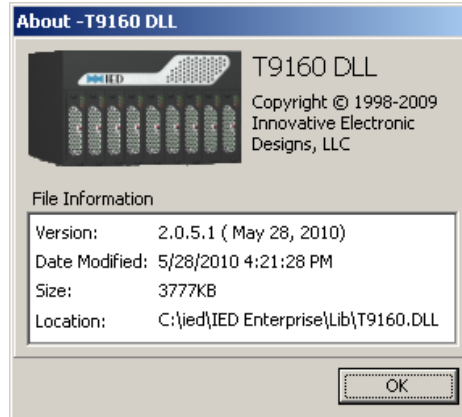 About -T9160 DLL
IED
T9160 DLL
Copyright © 1998-2009
Innovative Electronic
Designs, LLC
File Information
Version: 2.0.5.1 ( May 28, 2010)
Date Modified: 5/28/2010 4:21:28 PM
Size: 3777KB
Location: C:\ied\IED Enterprise\Lib\T9160.DLL
OK